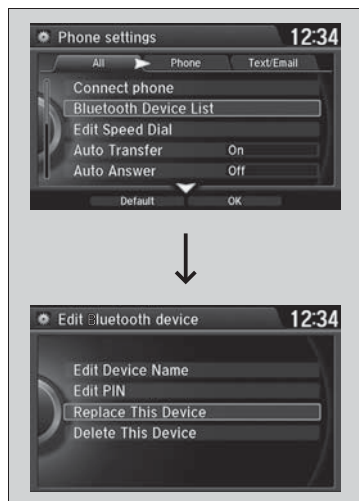 Phone settings 12:34
All Phone Text/Email
Connect phone
Bluetooth Device List
Edit Speed Dial
Auto Transfer On
Auto Answer Off
Default OK
Edit Bluetooth device 12:34
Edit Device Name
Edit PIN
Replace This Device
Delete This Device